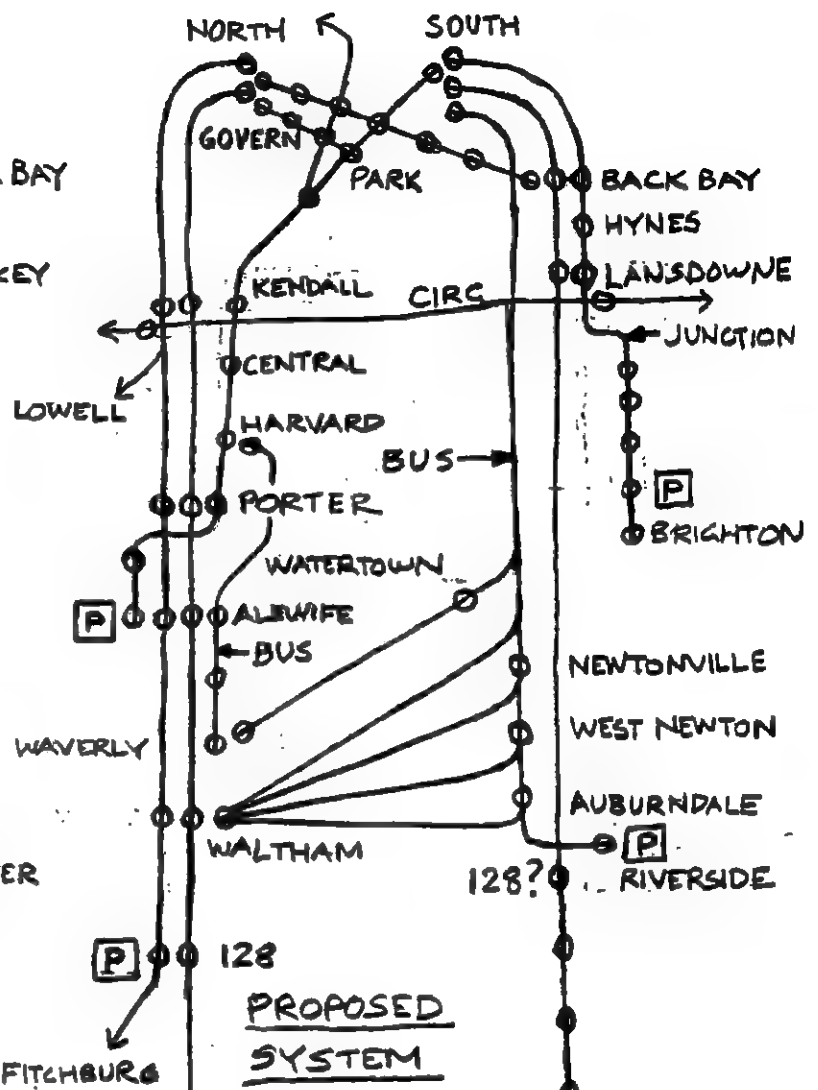 NORTH
SOUTH
GOVERN
BAY
PARK
BACK BAY
HYNES
KENDALL
CIRC
LANSDOWNE
JUNCTION
CENTRAL
LOWELL
HARVARD
BUS
PORTER
P
BRIGHTON
WATERTOWN
P
ALEWIFE
BUS
NEWTONVILLE
WAVERLY
WEST NEWTON
AUBURNDALE
WALTHAM
P
ER
128?
RIVERSIDE
P
128
PROPOSED
SYSTEM
FITCHBURG